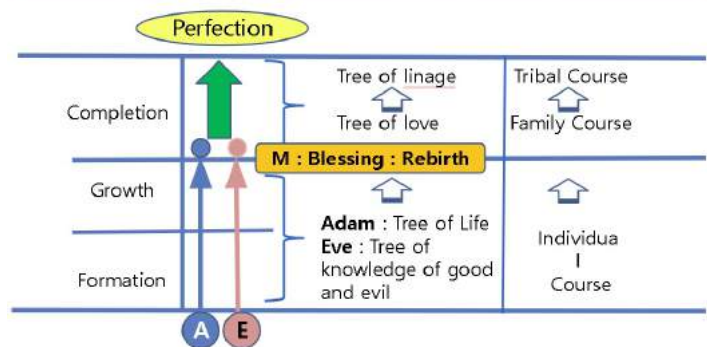 Perfection
Completion
Tree of linage
Tree of love
Tribal Course
Family Course
M : Blessing : Rebirth
Growth
Formation
Adam : Tree of Life
Eve : Tree of
knowledge of good
and evil
Individua
l
Course
A
E